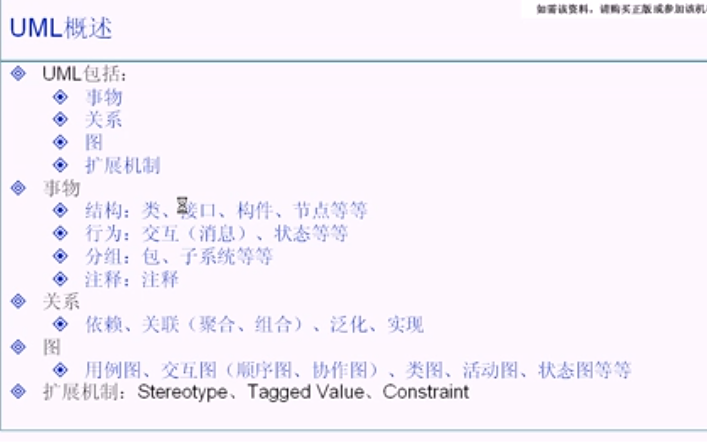 如需该资料，请购买正版或参加该机
UML概述
UML包括：
事物
关系
图
扩展机制
事物
结构：类、接口、构件、节点等等
行为：交互（消息）、状态等等
分组：包、子系统等等
注释：注释
关系
依赖、关联（聚合、组合）、泛化、实现
图
用例图、交互图（顺序图、协作图）、类图、活动图、状态图等等
扩展机制：Stereotype、Tagged Value、Constraint